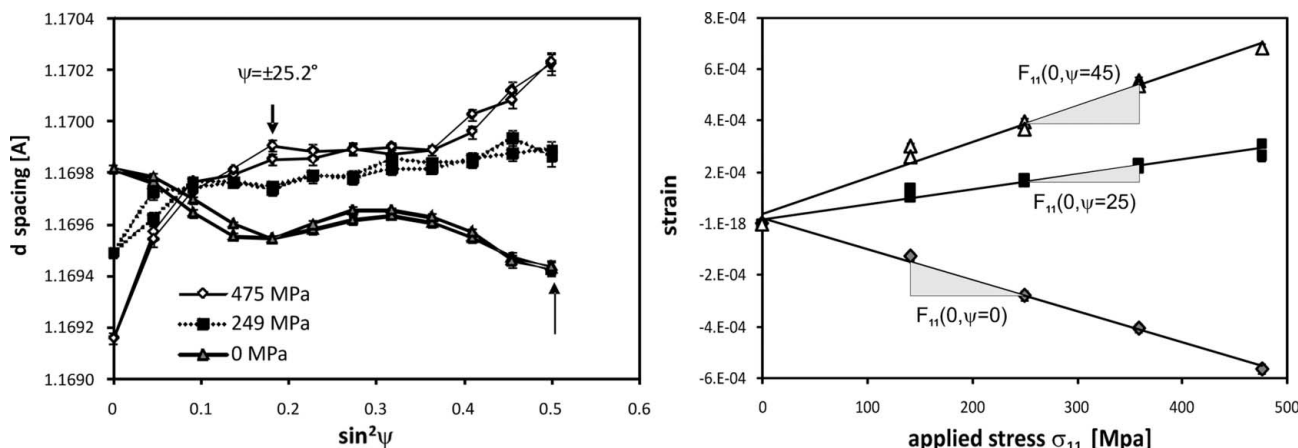 1.1704
1.1702
1.1700
1.1698
1.1696
1.1694
1.1692
1.1690
d spacing [A]
ψ=±25.2°
475 MPa
249 MPa
0 MPa
0 0.1 0.2 0.3 0.4 0.5 0.6
sin²ψ
8.E-04
6.E-04
4.E-04
2.E-04
-1.E-18
-2.E-04
-4.E-04
-6.E-04
strain
F₁₁(0,ψ=45)
F₁₁(0,ψ=25)
F₁₁(0,ψ=0)
0 100 200 300 400 500
applied stress σ₁₁ [Mpa]